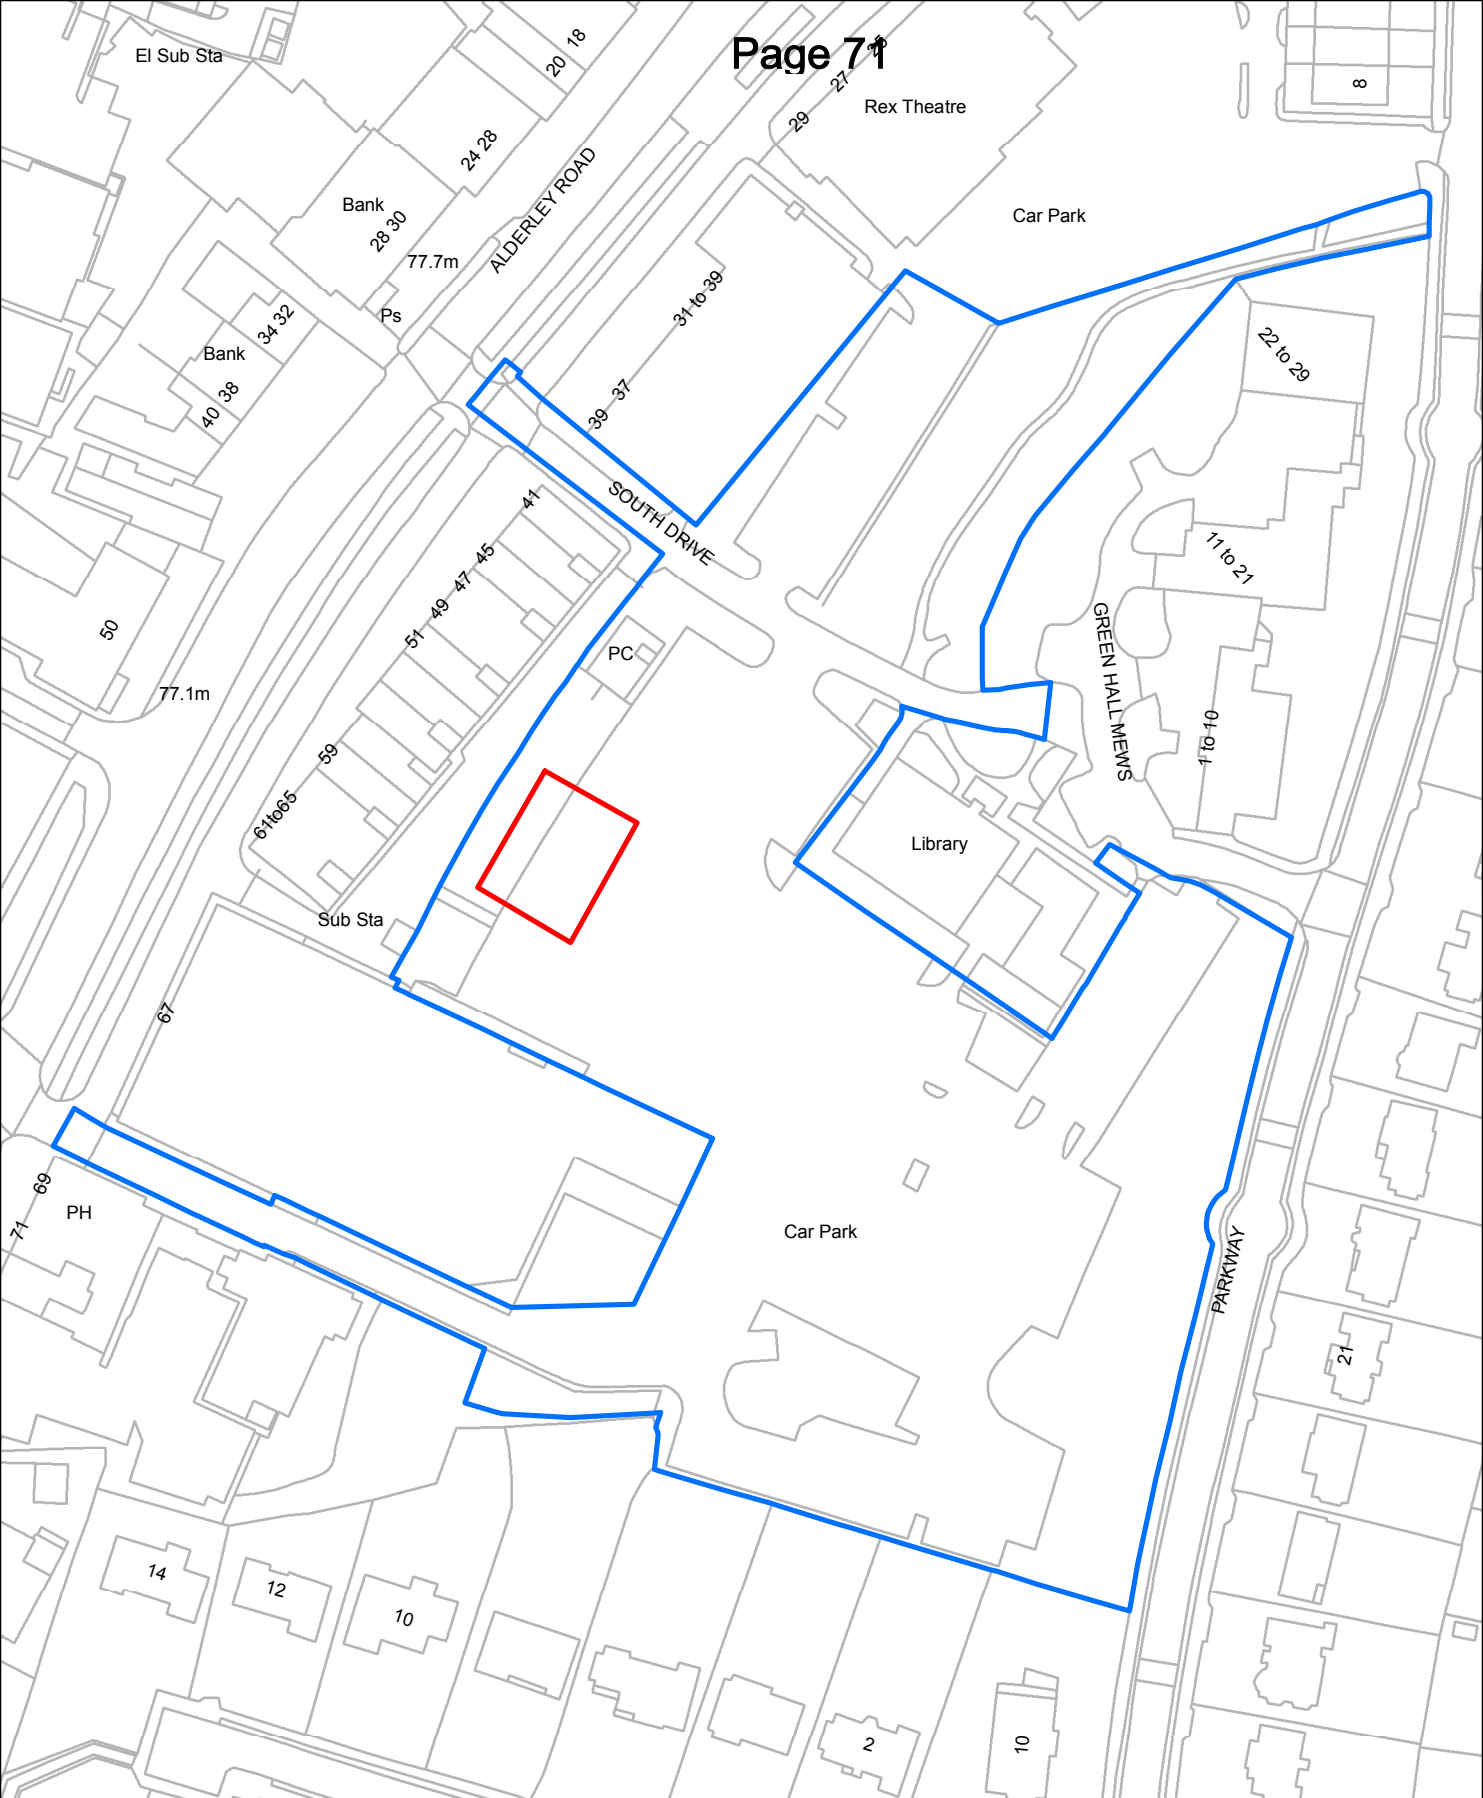 Page 71
El Sub Sta
18
20
25
27
29
Rex Theatre
8
24 28
ALDERLEY ROAD
Bank
28 30
77.7m
Car Park
Ps
31 to 39
34 32
Bank
38
40
37
39
22 to 29
SOUTH DRIVE
41
45
47
49
51
11 to 21
50
77.1m
PC
GREEN HALL MEWS
1 to 10
59
61to65
Library
Sub Sta
67
69
71
PH
Car Park
PARKWAY
21
14
12
10
2
10